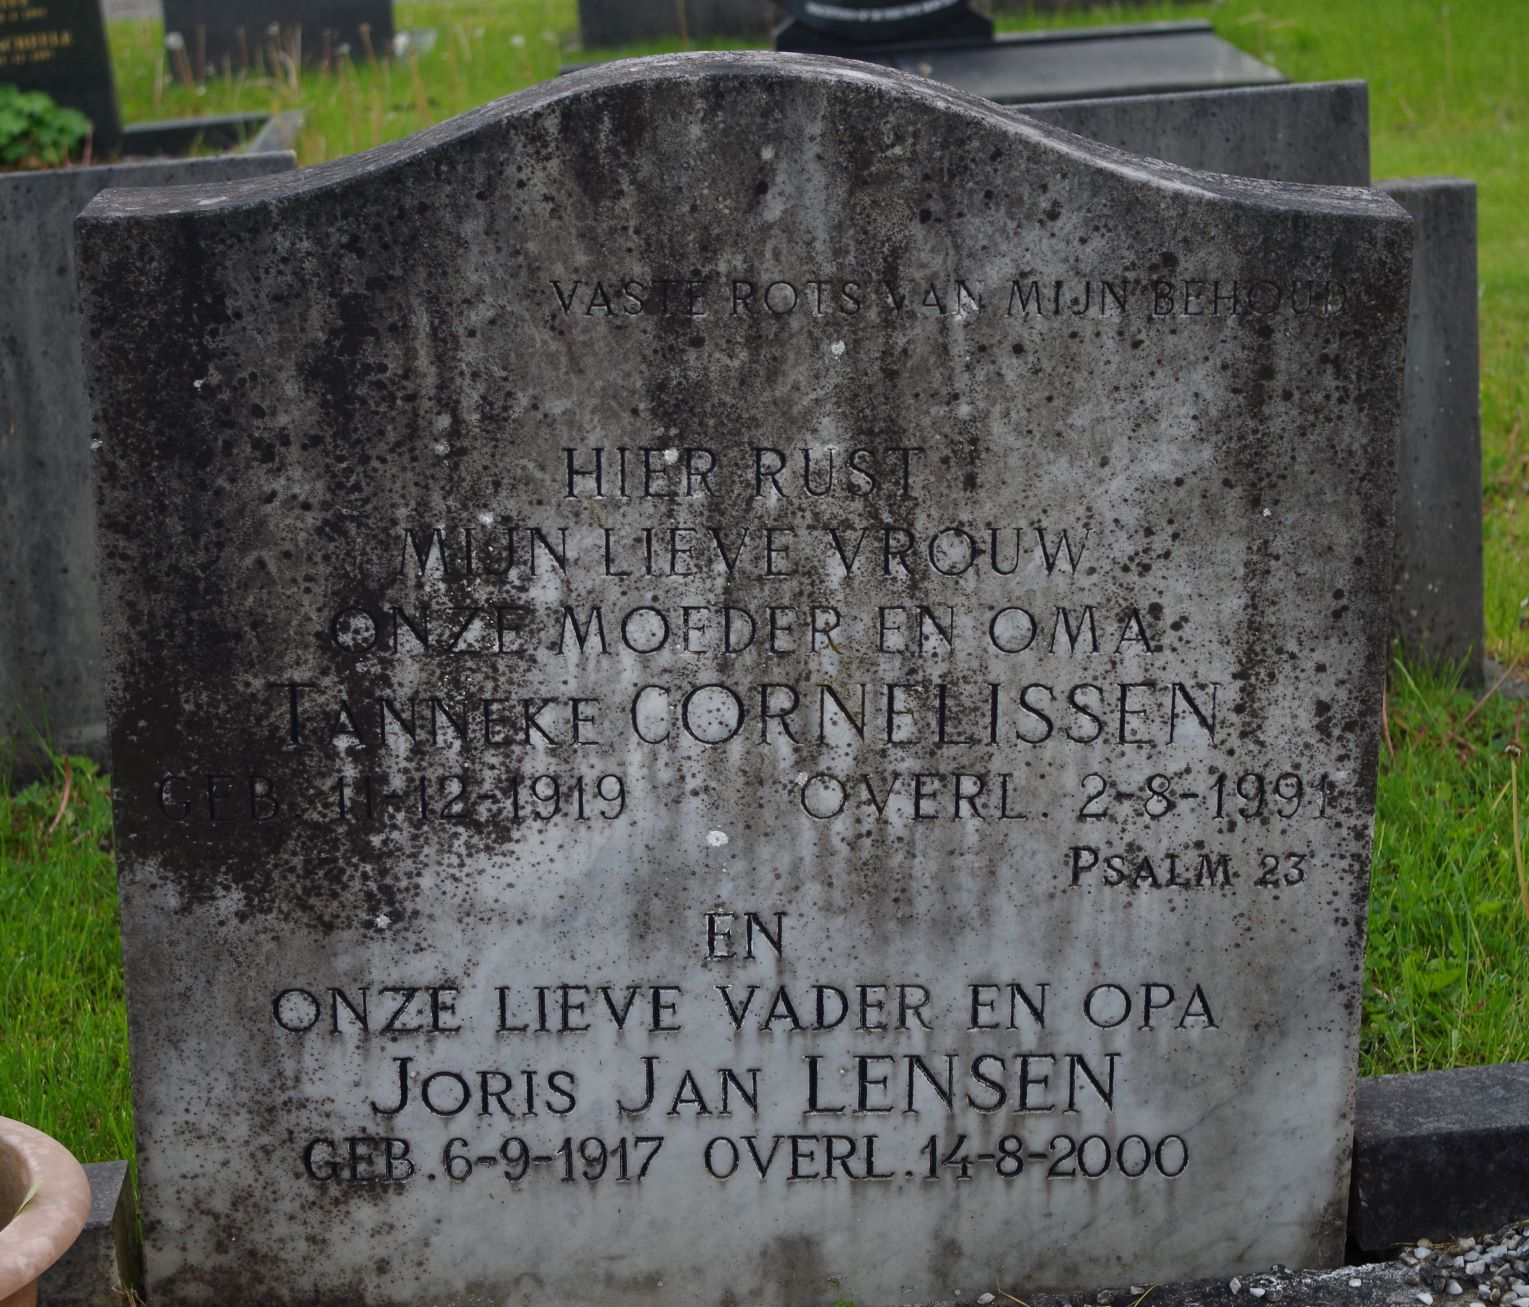 VASTE ROTS VAN MIJN BEHOUD
HIER RUST
MIJN LIEVE VROUW
ONZE MOEDER EN OMA
TANNEKE CORNELISSEN
GEB. 11-12-1919 OVERL. 2-8-1991
PSALM 23
EN
ONZE LIEVE VADER EN OPA
JORIS JAN LENSEN
GEB. 6-9-1917 OVERL. 14-8-2000